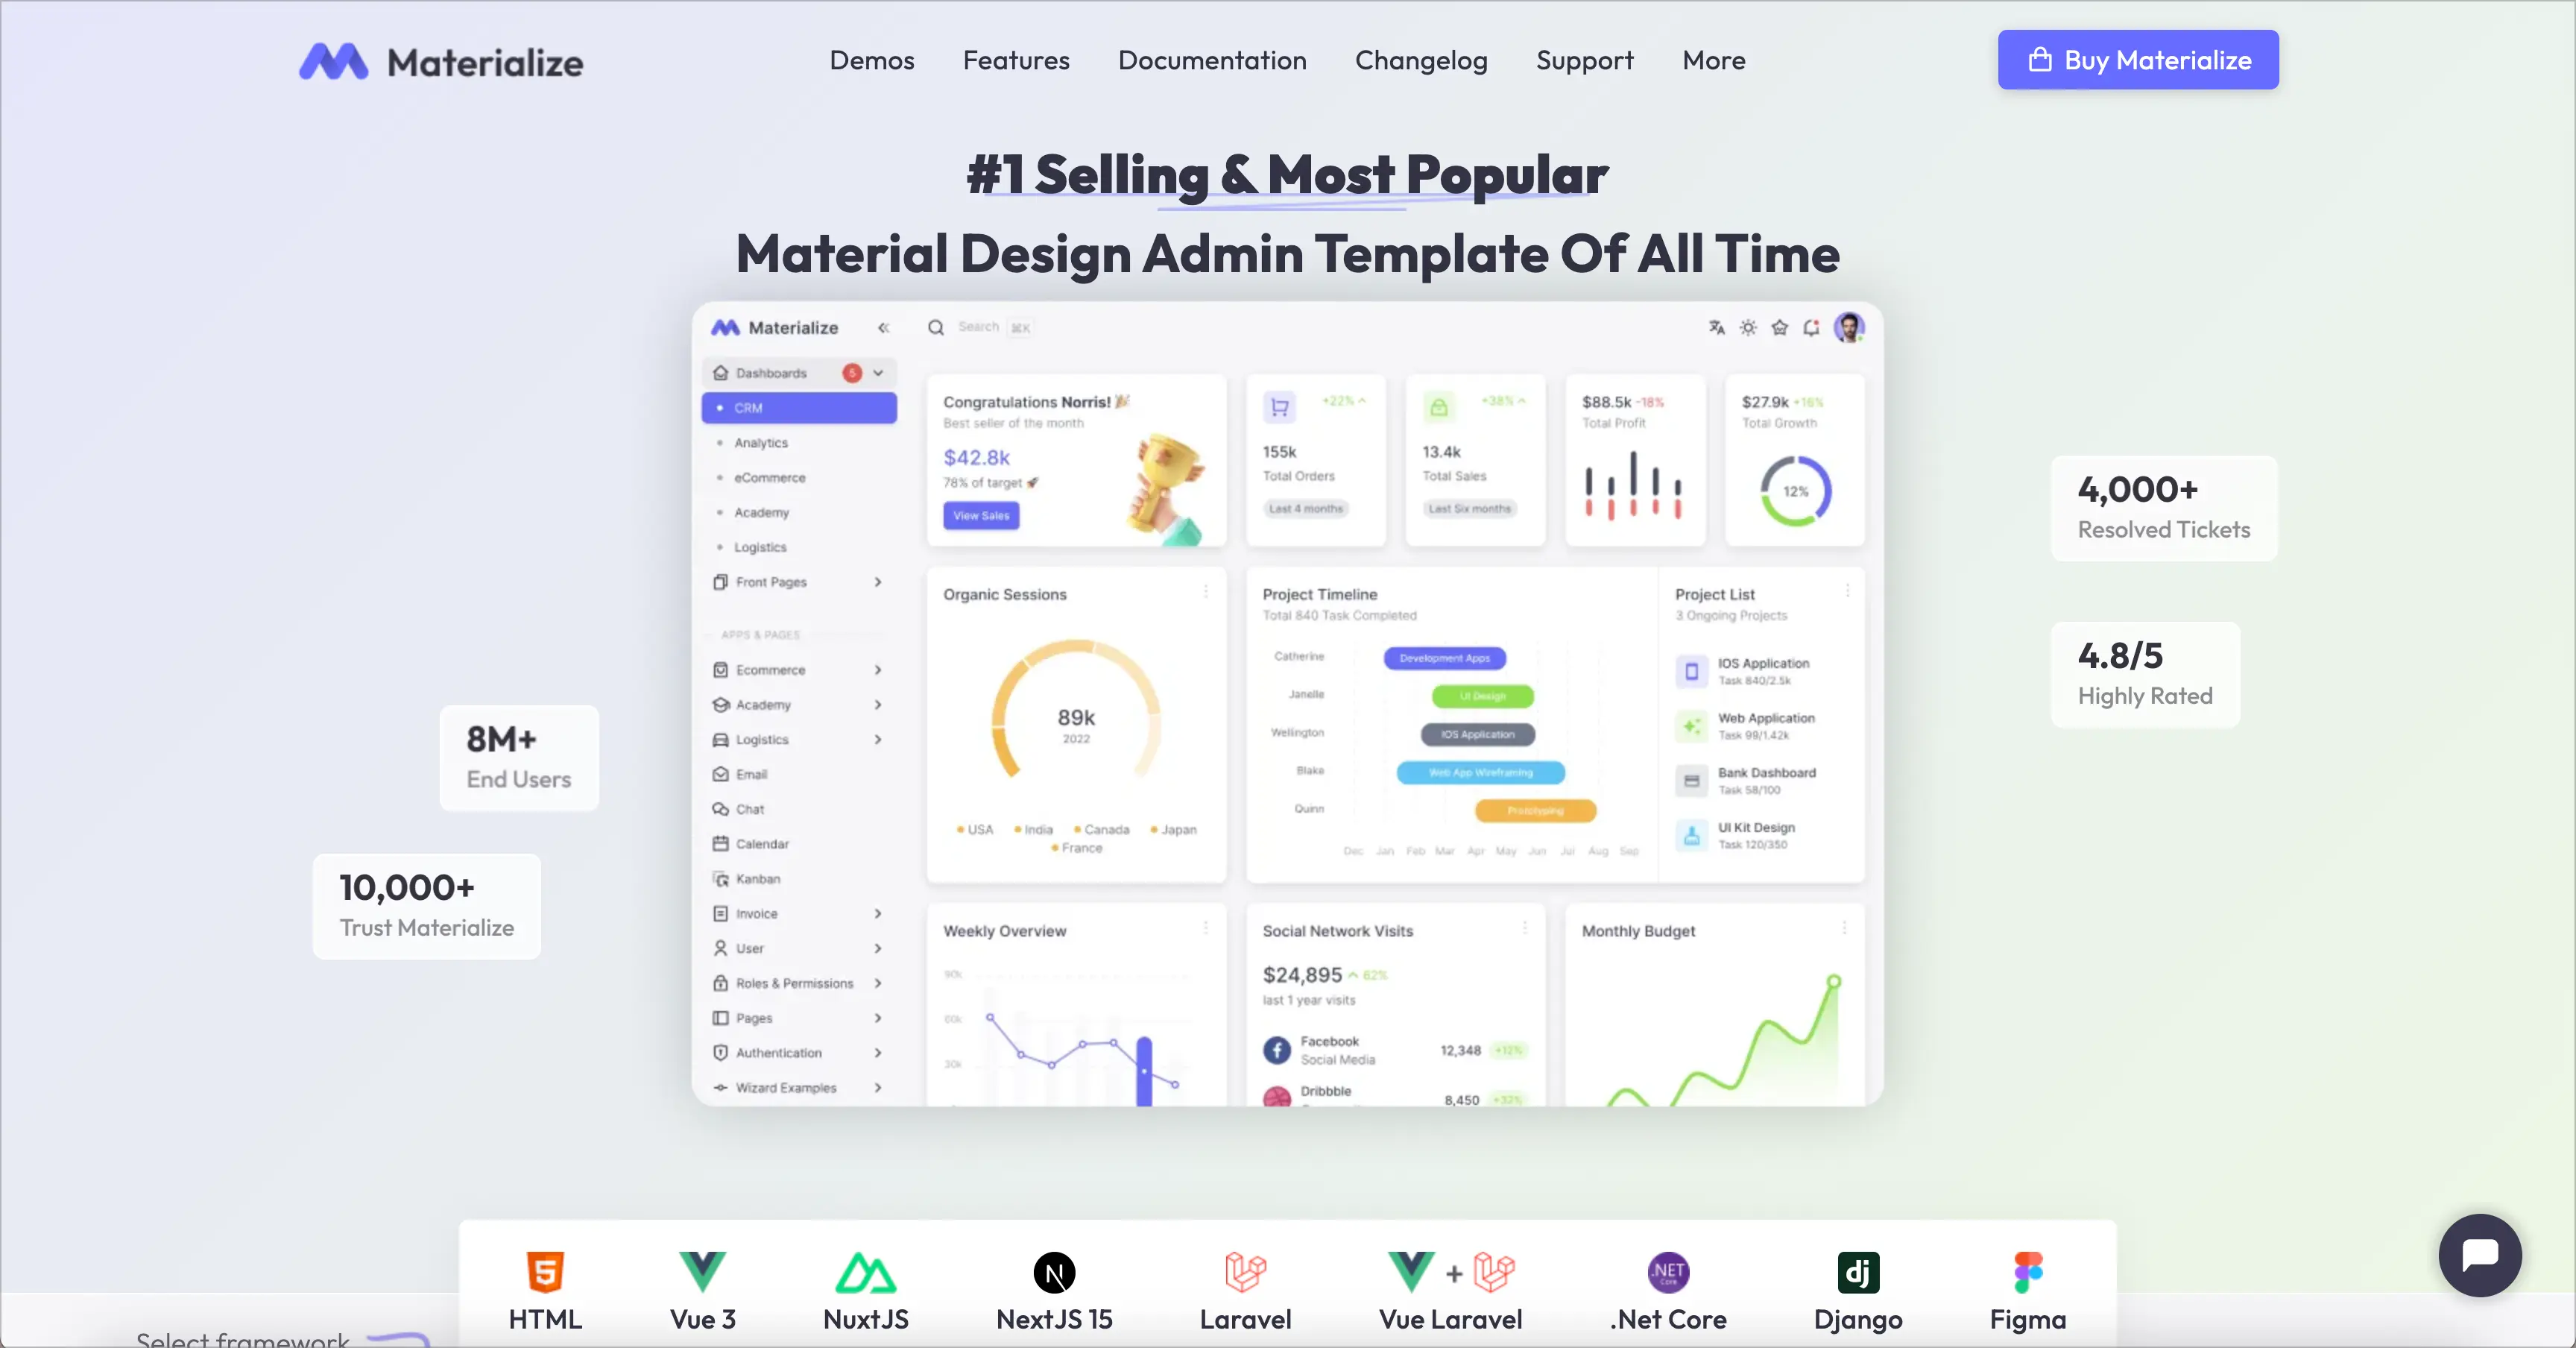 Materialize
Demos
Features
Documentation
Changelog
Support
More
Buy Materialize
#1 Selling & Most Popular
Material Design Admin Template Of All Time
Materialize
Search
⌘K
Dashboards
5
CRM
Analytics
eCommerce
Academy
Logistics
Front Pages
APPS & PAGES
Ecommerce
Academy
Logistics
Email
Chat
Calendar
Kanban
Invoice
User
Roles & Permissions
Pages
Authentication
Wizard Examples
Congratulations Norris!
Best seller of the month
$42.8k
78% of target
View Sales
+22%
155k
Total Orders
Last 4 months
+38%
13.4k
Total Sales
Last Six months
$88.5k -18%
Total Profit
$27.9k +16%
Total Growth
12%
Organic Sessions
89k
2022
USA
India
Canada
Japan
France
Project Timeline
Total 840 Task Completed
Catherine
Development Apps
Janelle
UI Design
Wellington
IOS Application
Blake
Web App Wireframing
Quinn
Prototyping
Dec Jan Feb Mar Apr May Jun Jul Aug Sep
Project List
3 Ongoing Projects
IOS Application
Task 840/2.5k
Web Application
Task 99/1.42k
Bank Dashboard
Task 58/100
UI Kit Design
Task 120/350
Weekly Overview
90k
60k
30k
Social Network Visits
$24,895 62%
last 1 year visits
Facebook
Social Media
12,348 +12%
Dribbble
8,450 +32%
Monthly Budget
8M+
End Users
10,000+
Trust Materialize
4,000+
Resolved Tickets
4.8/5
Highly Rated
5
HTML
Vue 3
NuxtJS
N
NextJS 15
Laravel
+
Vue Laravel
.NET
Core
.Net Core
dj
Django
Figma
Select framework